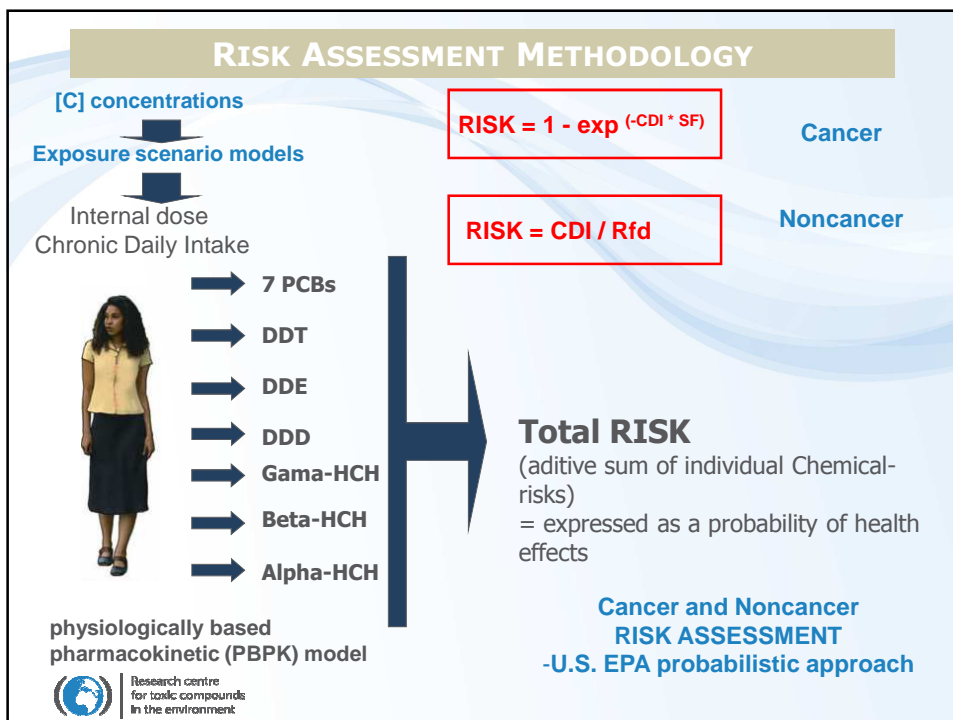 RISK ASSESSMENT METHODOLOGY
[C] concentrations
Exposure scenario models
Internal dose
Chronic Daily Intake
RISK = 1 - exp (-CDI * SF)
Cancer
RISK = CDI / Rfd
Noncancer
7 PCBs
DDT
DDE
DDD
Gama-HCH
Beta-HCH
Alpha-HCH
physiologically based
pharmacokinetic (PBPK) model
Total RISK
(aditive sum of individual Chemical-
risks)
= expressed as a probability of health
effects
Cancer and Noncancer
RISK ASSESSMENT
-U.S. EPA probabilistic approach
Research centre
for toxic compounds
in the environment